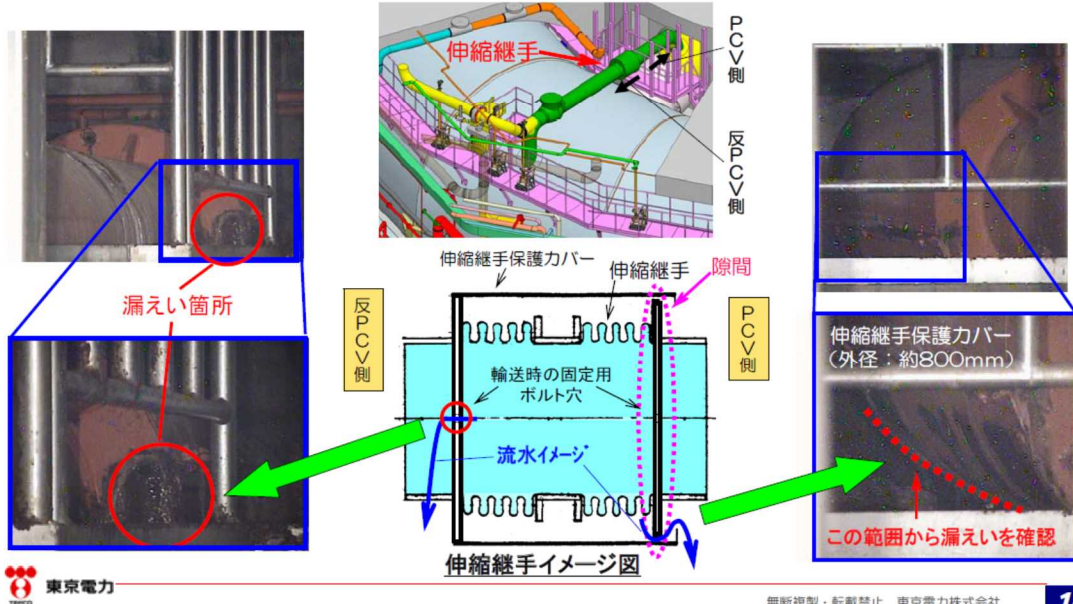 伸縮継手
PCV側
反PCV側
漏えい箇所
伸縮継手保護カバー
伸縮継手
隙間
反PCV側
PCV側
輸送時の固定用
ボルト穴
流水イメージ
伸縮継手イメージ図
伸縮継手保護カバー
(外径:約800mm)
この範囲から漏えいを確認
東京電力
無断複製・転載禁止 東京電力株式会社
1